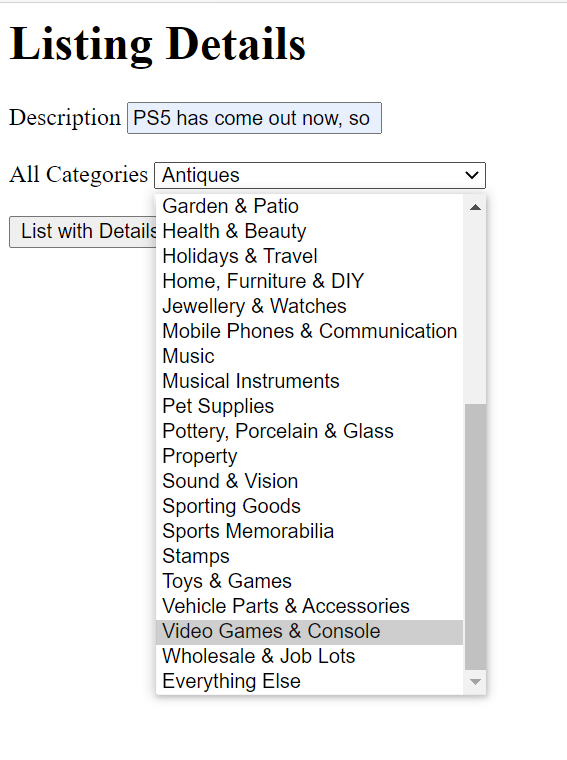 Listing Details
Description PS5 has come out now, so
All Categories Antiques
List with Details
Garden & Patio
Health & Beauty
Holidays & Travel
Home, Furniture & DIY
Jewellery & Watches
Mobile Phones & Communication
Music
Musical Instruments
Pet Supplies
Pottery, Porcelain & Glass
Property
Sound & Vision
Sporting Goods
Sports Memorabilia
Stamps
Toys & Games
Vehicle Parts & Accessories
Video Games & Console
Wholesale & Job Lots
Everything Else